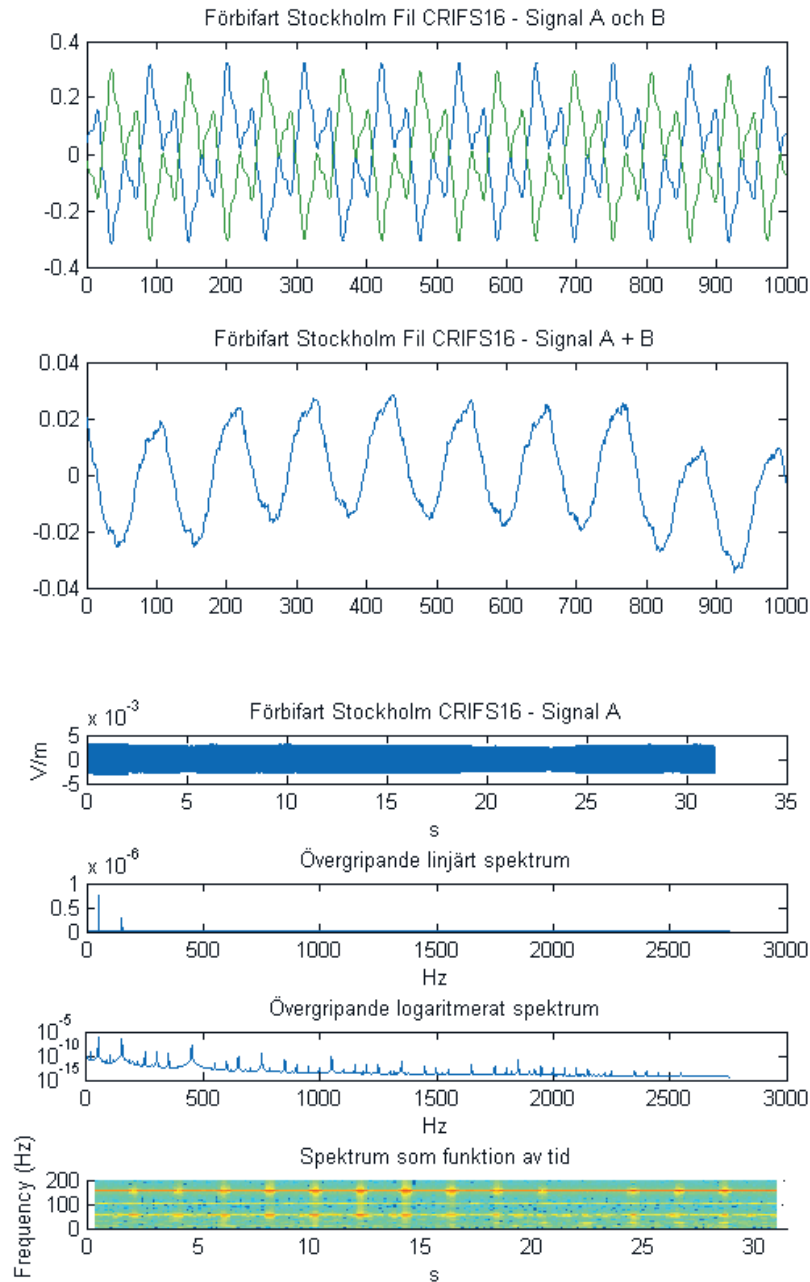 Förbifart Stockholm Fil CRIFS16 - Signal A och B
0.4
0.2
0
-0.2
-0.4
0 100 200 300 400 500 600 700 800 900 1000
Förbifart Stockholm Fil CRIFS16 - Signal A + B
0.04
0.02
0
-0.02
-0.04
0 100 200 300 400 500 600 700 800 900 1000
x 10-3
Förbifart Stockholm CRIFS16 - Signal A
V/m
5
0
-5
0 5 10 15 20 25 30 35
s
x 10-6
Övergripande linjärt spektrum
1
0.5
0
0 500 1000 1500 2000 2500 3000
Hz
Övergripande logaritmerat spektrum
10-5
10-10
10-15
0 500 1000 1500 2000 2500 3000
Hz
Spektrum som funktion av tid
Frequency (Hz)
200
100
0
0 5 10 15 20 25 30
s